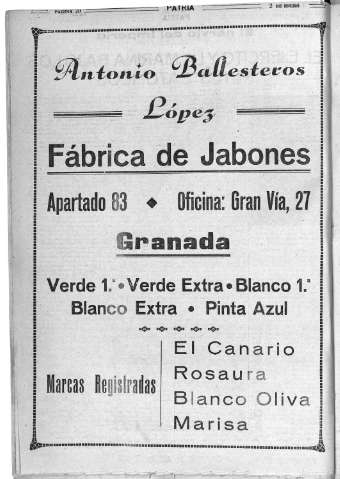 PATRIA
Antonio Ballesteros
López
Fábrica de Jabones
Apartado 83 ◆ Oficina: Gran Vía, 27
Granada
Verde 1.ª • Verde Extra • Blanco 1.ª
Blanco Extra • Pinta Azul
Marcas Registradas
El Canario
Rosaura
Blanco Oliva
Marisa